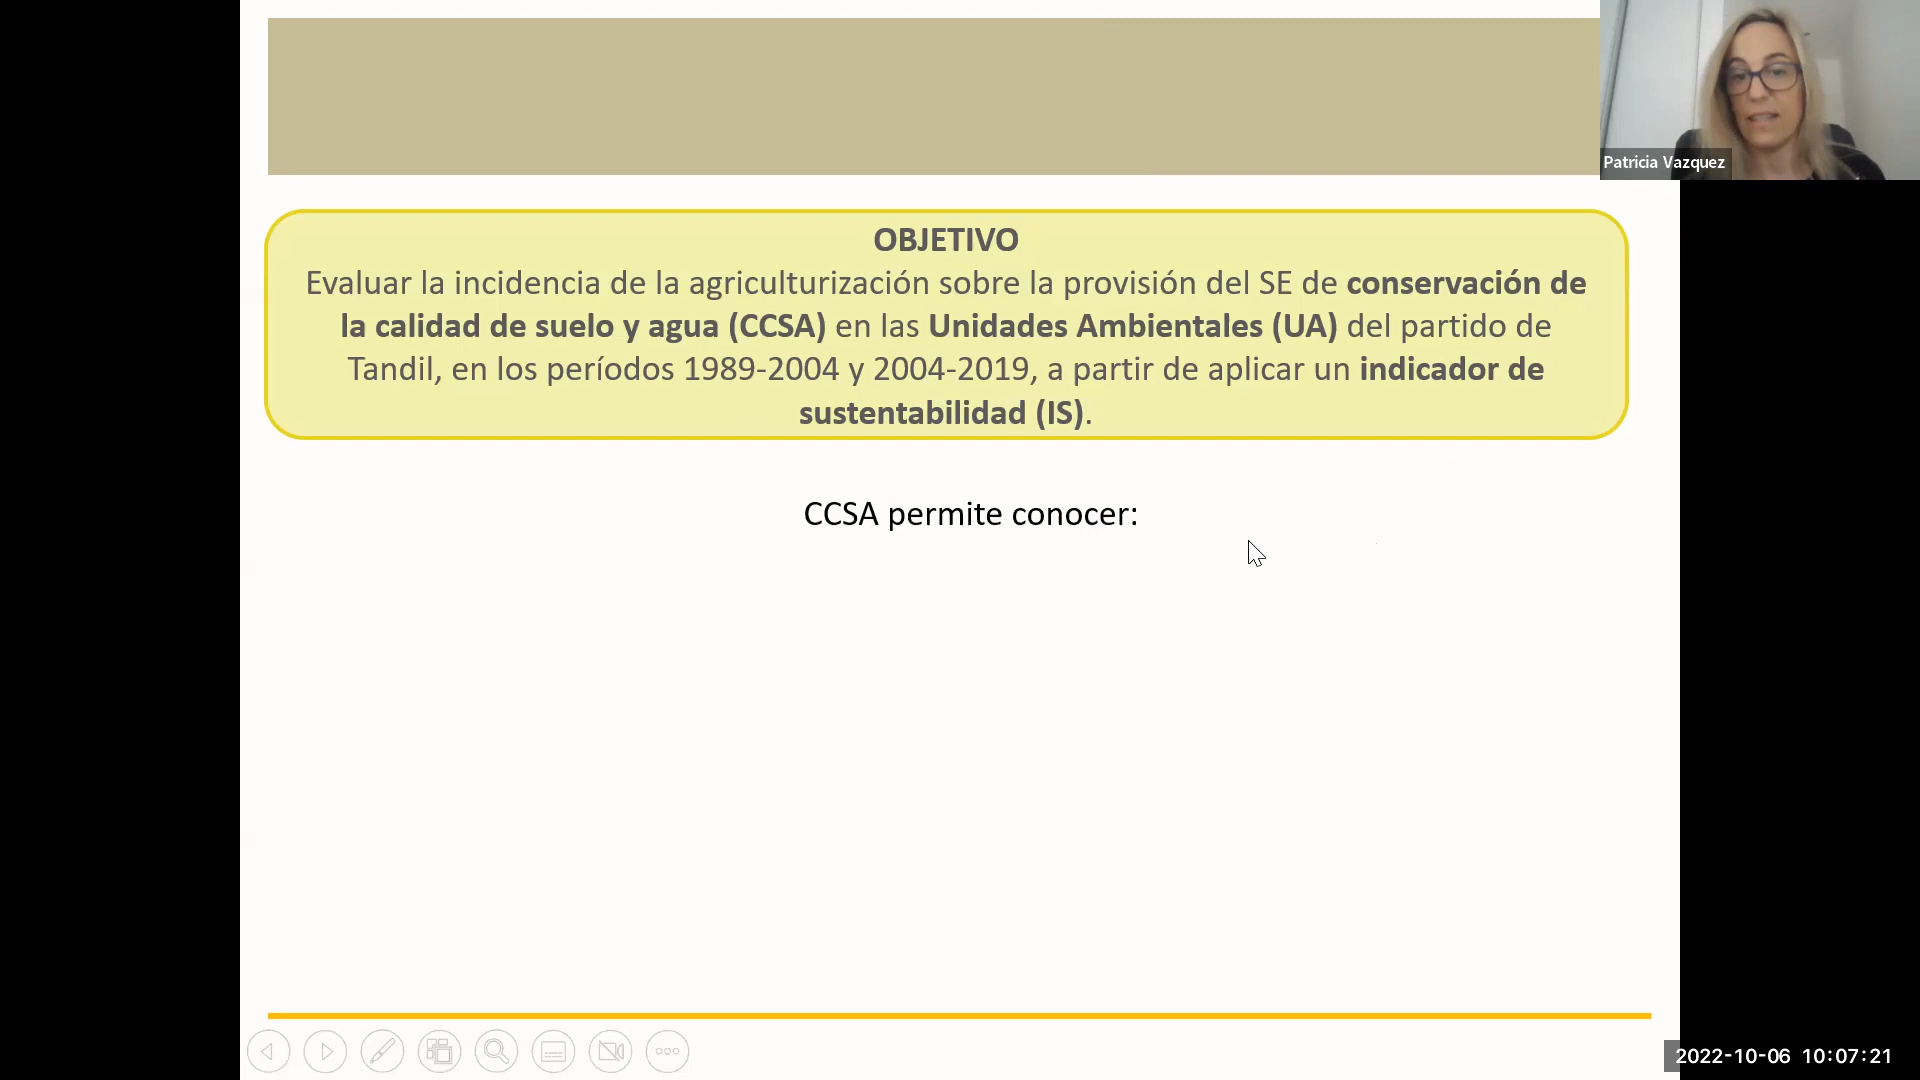 Patricia Vazquez
OBJETIVO
Evaluar la incidencia de la agriculturización sobre la provisión del SE de conservación de
la calidad de suelo y agua (CCSA) en las Unidades Ambientales (UA) del partido de
Tandil, en los períodos 1989-2004 y 2004-2019, a partir de aplicar un indicador de
sustentabilidad (IS).
CCSA permite conocer:
2022-10-06 10:07:21